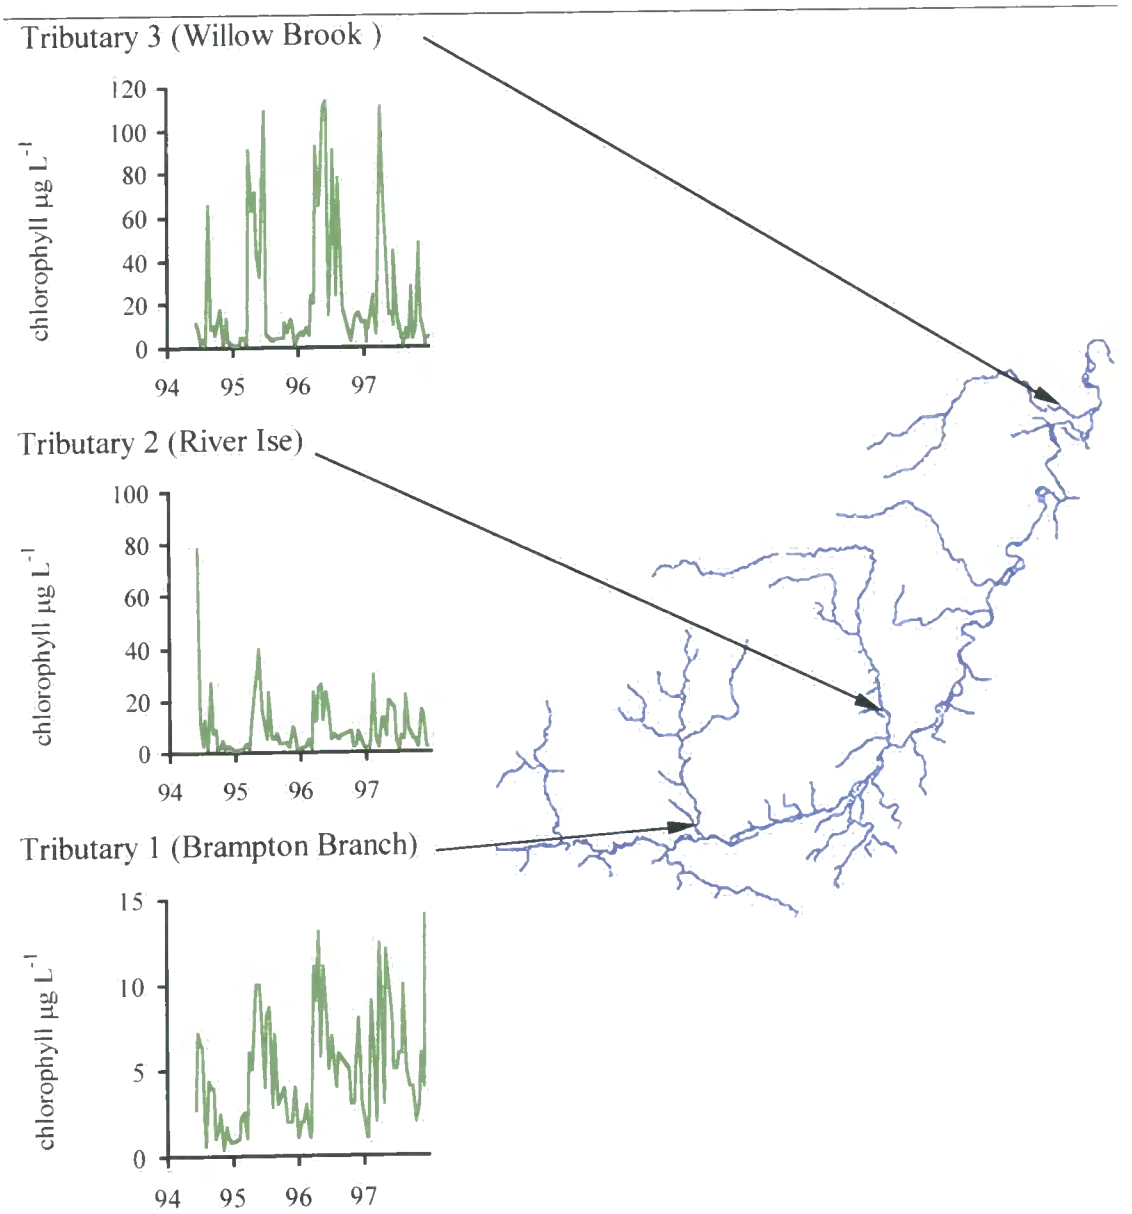 Tributary 3 (Willow Brook )
chlorophyll µg L-1
120
100
80
60
40
20
0
94 95 96 97
Tributary 2 (River Ise)
chlorophyll µg L-1
100
80
60
40
20
0
94 95 96 97
Tributary 1 (Brampton Branch)
chlorophyll µg L-1
15
10
5
0
94 95 96 97